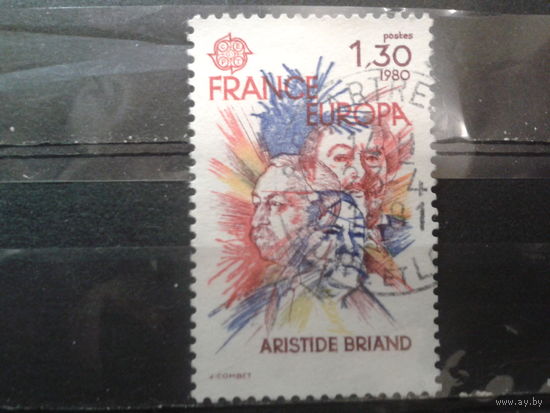 postes
1,30
1980
FRANCE
EUROPA
ARISTIDE BRIAND
J.COMBET
www.ay.by